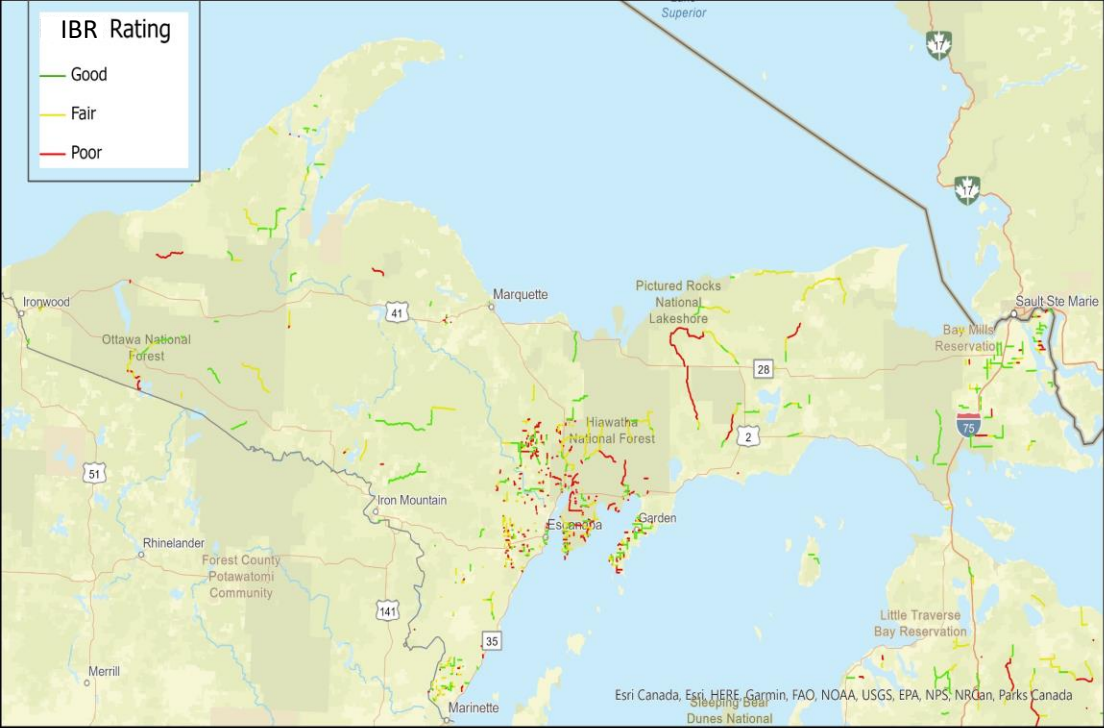 IBR Rating
Good
Fair
Poor
Superior
17
17
Ironwood
Marquette
41
Pictured Rocks
National
Lakeshore
Sault Ste Marie
Bay Mills
Reservation
Ottawa National
Forest
28
Hiawatha
National Forest
2
75
51
Iron Mountain
Escanaba
Garden
Rhinelander
Forest County
Potawatomi
Community
141
35
Little Traverse
Bay Reservation
Merrill
Marinette
Esri Canada, Esri, HERE, Garmin, FAO, NOAA, USGS, EPA, NPS, NRCan, Parks Canada
Sleeping Bear
Dunes National